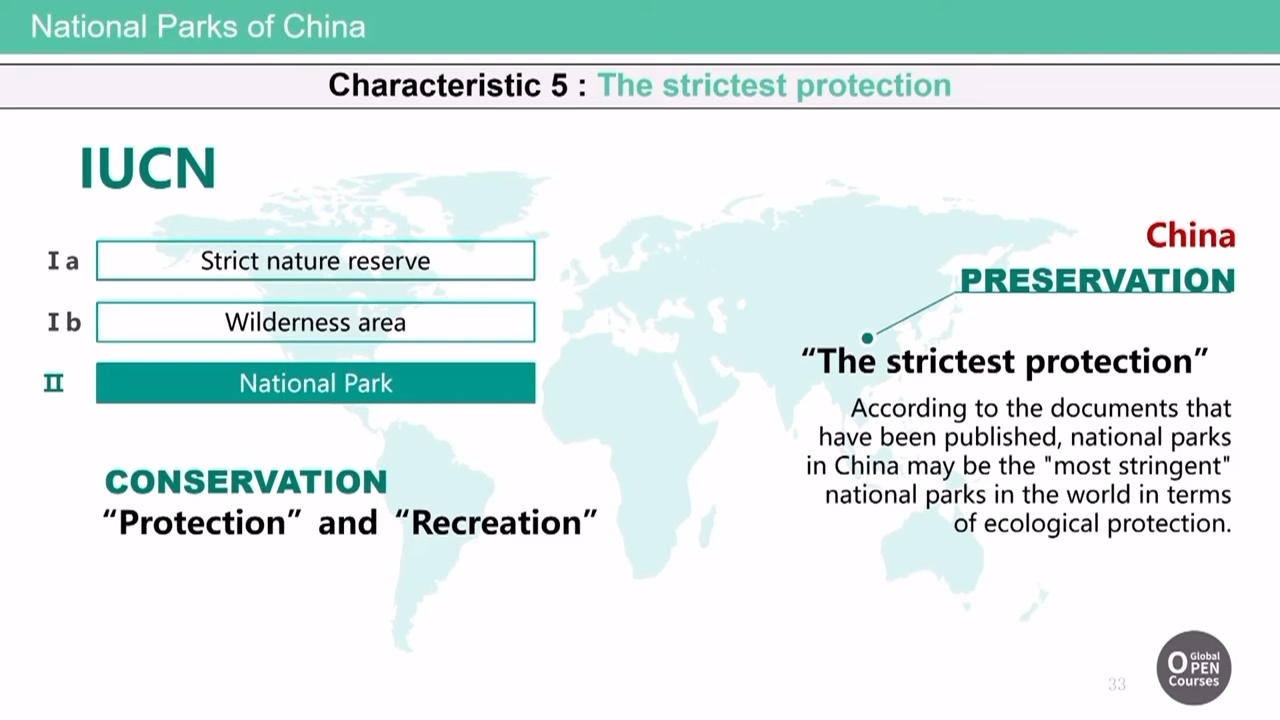 National Parks of China
Characteristic 5 : The strictest protection
IUCN
I a Strict nature reserve
I b Wilderness area
II National Park
CONSERVATION
“Protection” and “Recreation”
China
PRESERVATION
“The strictest protection”
According to the documents that
have been published, national parks
in China may be the "most stringent"
national parks in the world in terms
of ecological protection.
33
Global
OPEN
Courses